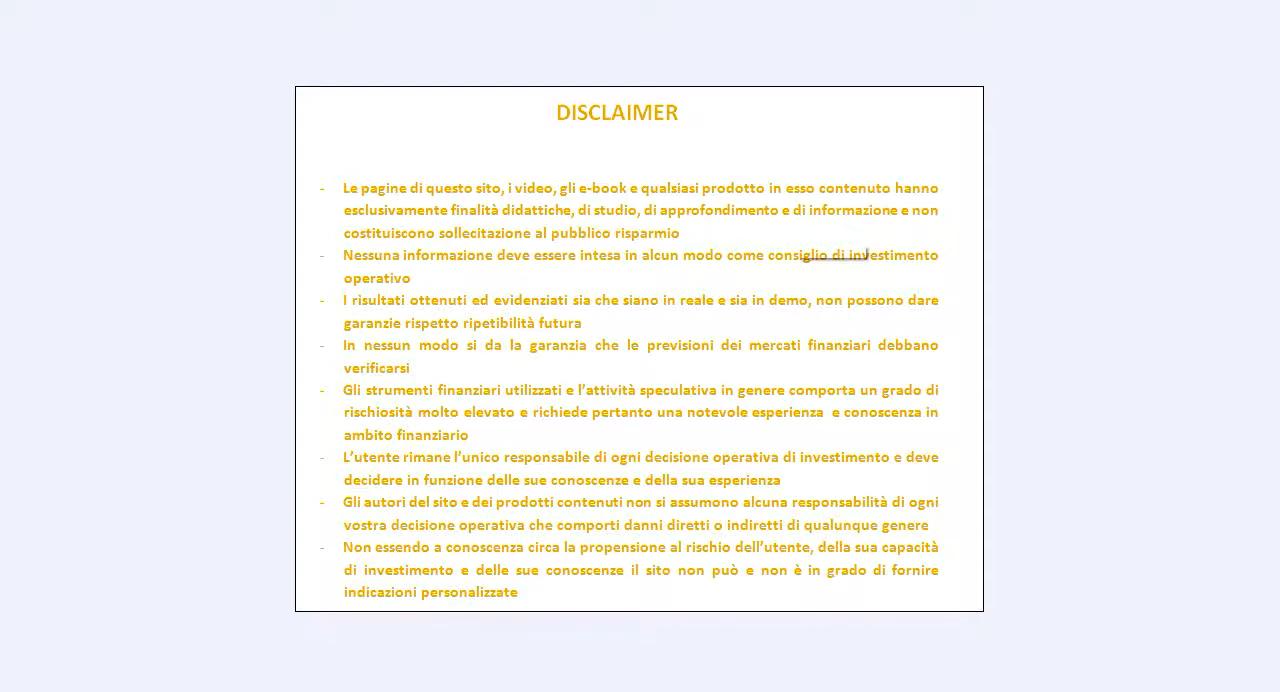 DISCLAIMER
- Le pagine di questo sito, i video, gli e-book e qualsiasi prodotto in esso contenuto hanno
esclusivamente finalità didattiche, di studio, di approfondimento e di informazione e non
costituiscono sollecitazione al pubblico risparmio
- Nessuna informazione deve essere intesa in alcun modo come consiglio di investimento
operativo
- I risultati ottenuti ed evidenziati sia che siano in reale e sia in demo, non possono dare
garanzie rispetto ripetibilità futura
- In nessun modo si da la garanzia che le previsioni dei mercati finanziari debbano
verificarsi
- Gli strumenti finanziari utilizzati e l’attività speculativa in genere comporta un grado di
rischiosità molto elevato e richiede pertanto una notevole esperienza e conoscenza in
ambito finanziario
- L’utente rimane l’unico responsabile di ogni decisione operativa di investimento e deve
decidere in funzione delle sue conoscenze e della sua esperienza
- Gli autori del sito e dei prodotti contenuti non si assumono alcuna responsabilità di ogni
vostra decisione operativa che comporti danni diretti o indiretti di qualunque genere
- Non essendo a conoscenza circa la propensione al rischio dell’utente, della sua capacità
di investimento e delle sue conoscenze il sito non può e non è in grado di fornire
indicazioni personalizzate